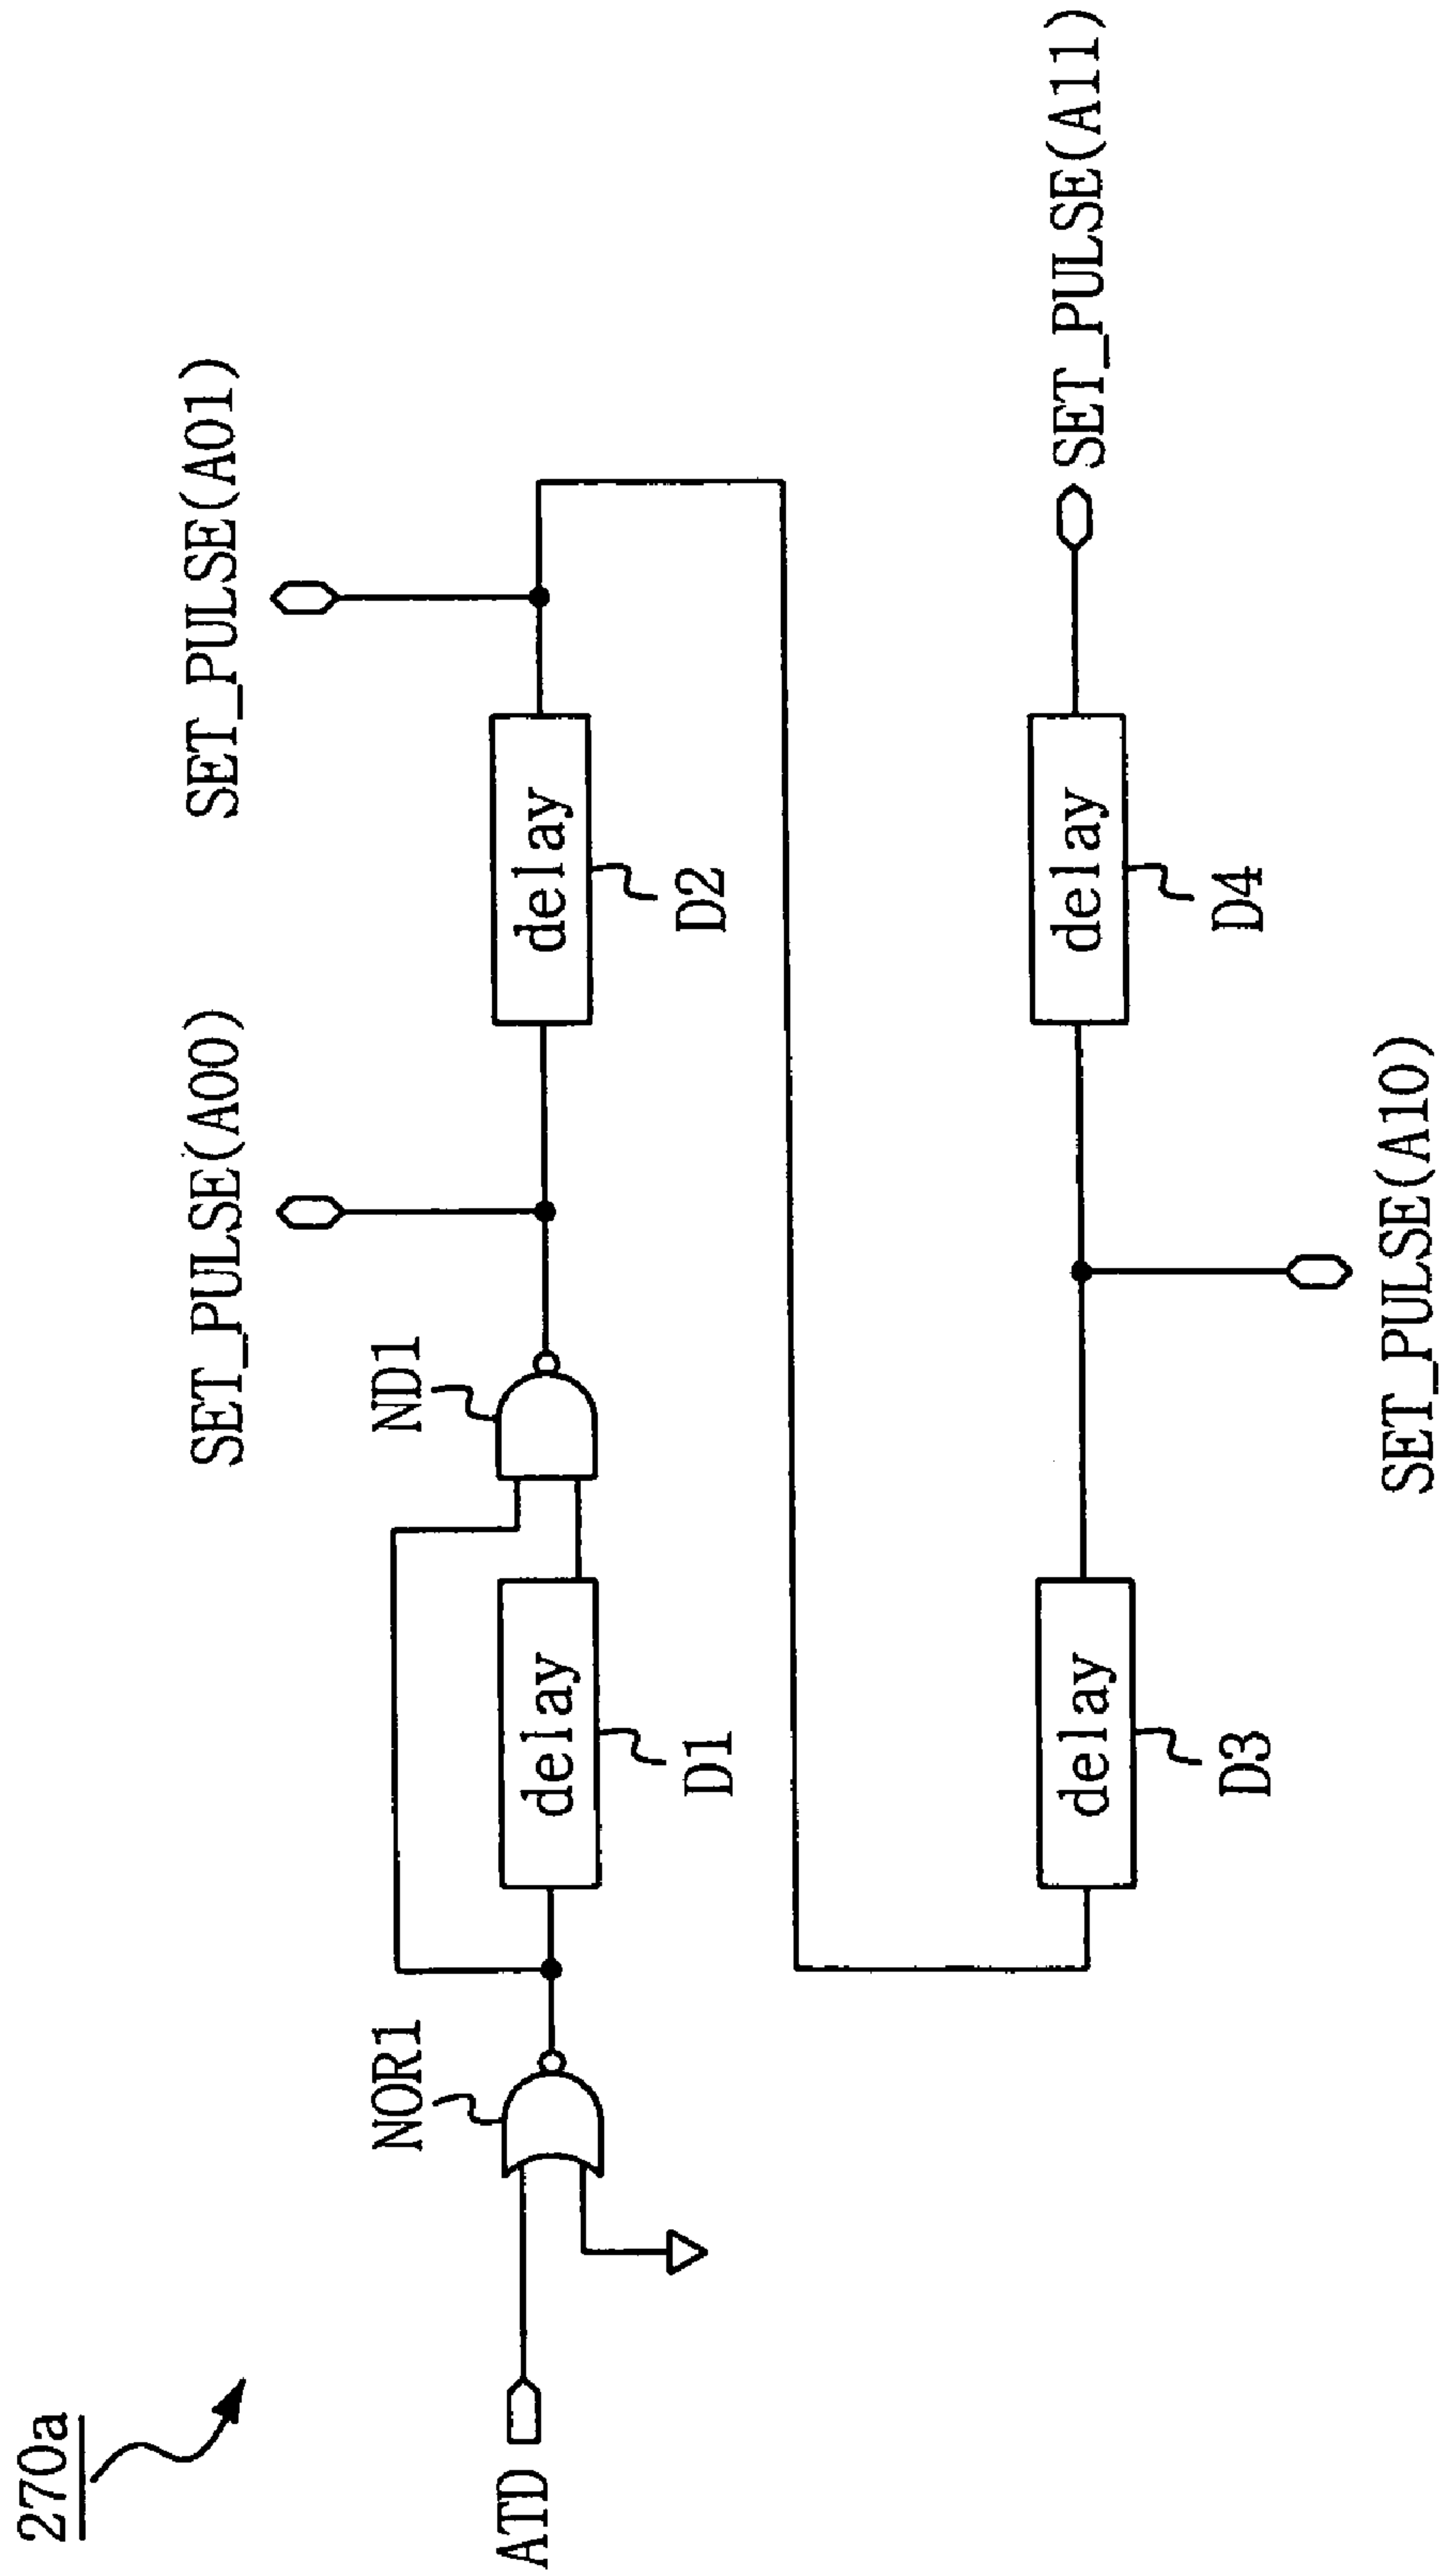 270a
SET_PULSE(A00)
SET_PULSE(A01)
NOR1
ND1
ATD
delay
delay
D1
D2
SET_PULSE(A11)
delay
delay
D3
D4
SET_PULSE(A10)